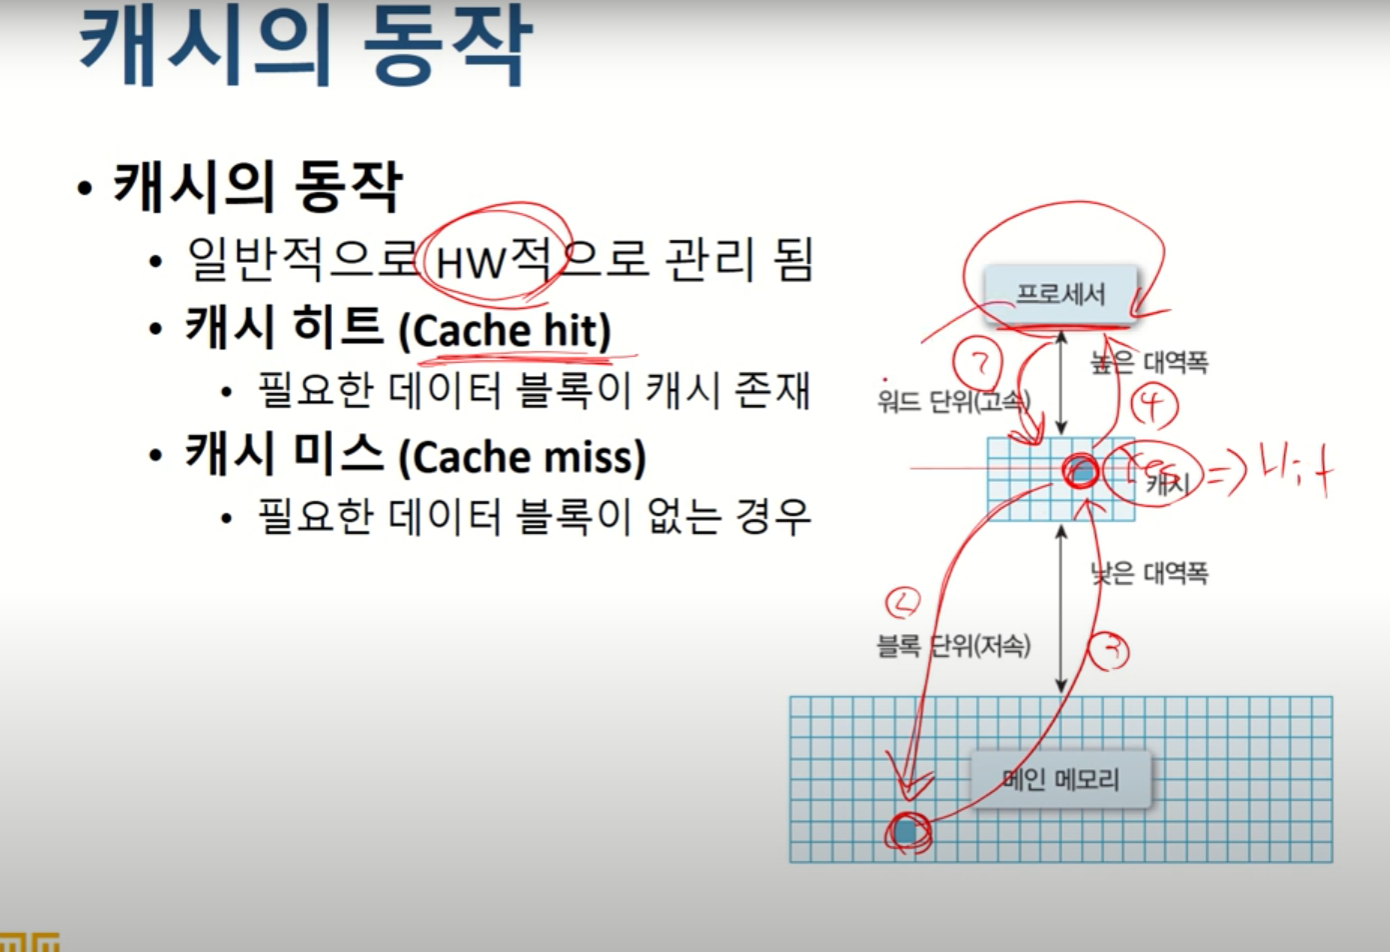 캐시의 동작
• 캐시의 동작
• 일반적으로 HW적으로 관리 됨
• 캐시 히트 (Cache hit)
• 필요한 데이터 블록이 캐시 존재
• 캐시 미스 (Cache miss)
• 필요한 데이터 블록이 없는 경우
프로세서
높은 대역폭
워드 단위(고속)
④
Yes => Hit
캐시
낮은 대역폭
②
블록 단위(저속)
③
메인 메모리